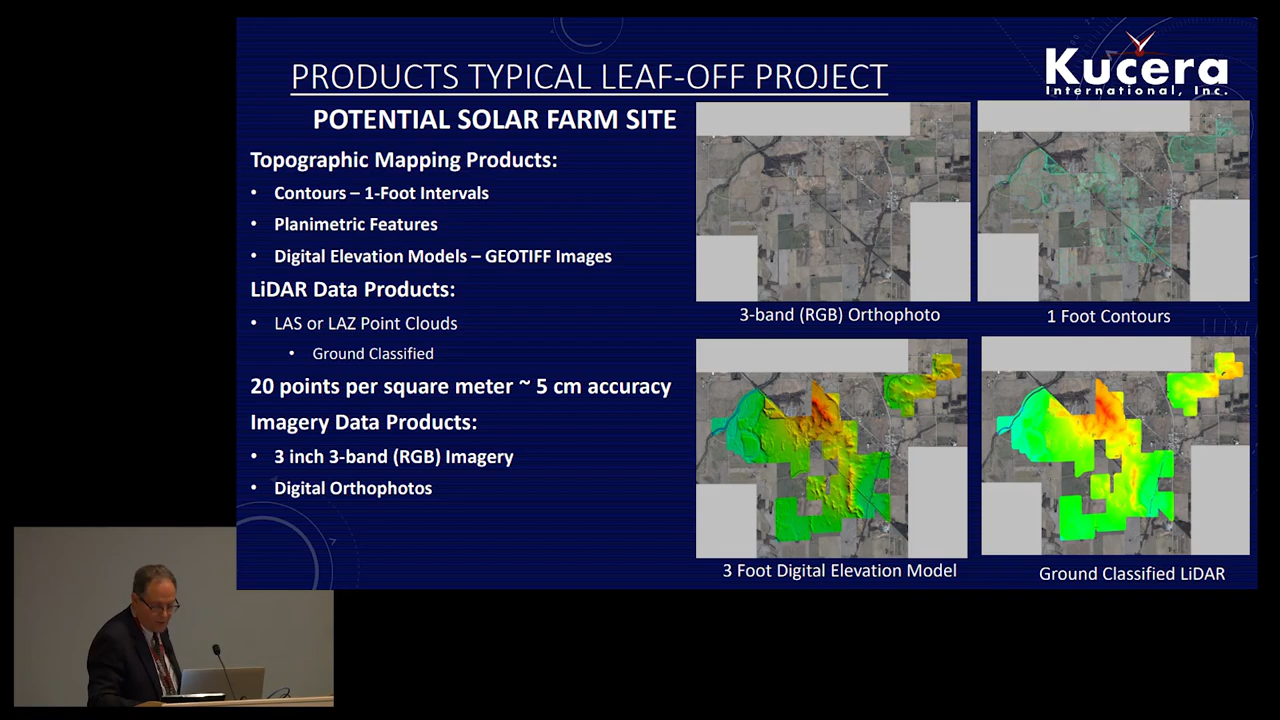 PRODUCTS TYPICAL LEAF-OFF PROJECT
Kucera
International, Inc.
POTENTIAL SOLAR FARM SITE
Topographic Mapping Products:
• Contours – 1-Foot Intervals
• Planimetric Features
• Digital Elevation Models – GEOTIFF Images
LiDAR Data Products:
• LAS or LAZ Point Clouds
• Ground Classified
20 points per square meter ~ 5 cm accuracy
Imagery Data Products:
• 3 inch 3-band (RGB) Imagery
• Digital Orthophotos
3-band (RGB) Orthophoto
1 Foot Contours
3 Foot Digital Elevation Model
Ground Classified LiDAR